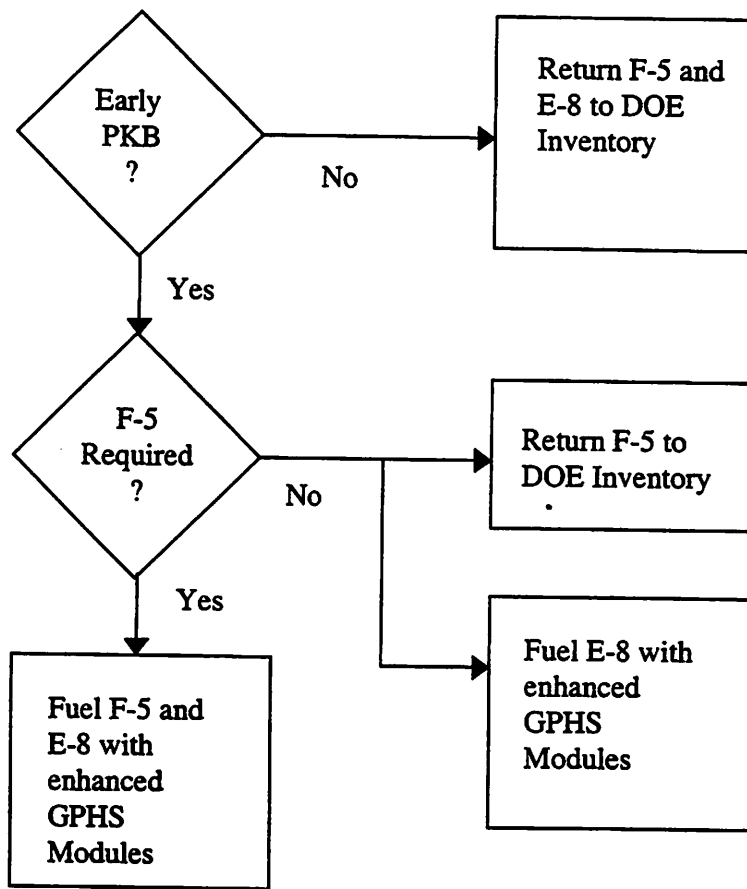 Early
PKB
?
No
Return F-5 and
E-8 to DOE
Inventory
Yes
F-5
Required
?
No
Return F-5 to
DOE Inventory
Yes
Fuel E-8 with
enhanced
GPHS
Modules
Fuel F-5 and
E-8 with
enhanced
GPHS
Modules